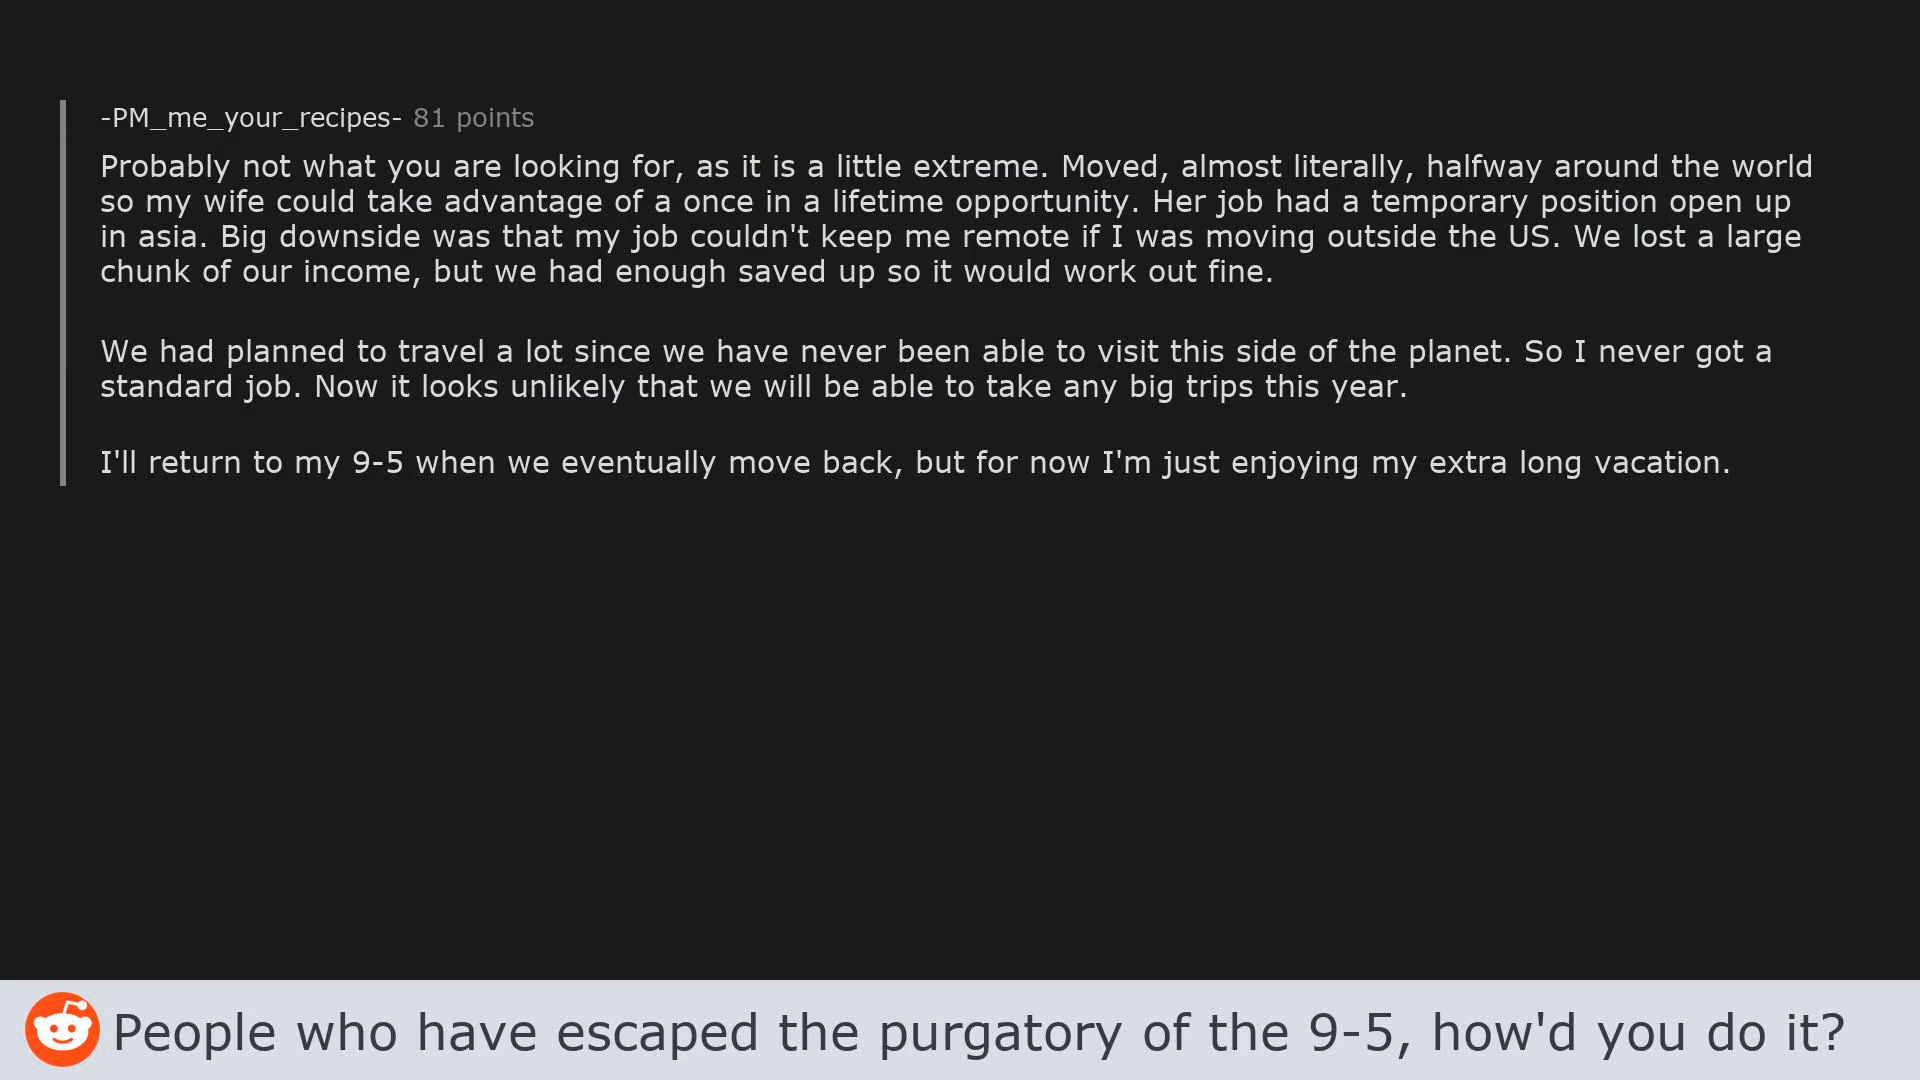 -PM_me_your_recipes- 81 points
Probably not what you are looking for, as it is a little extreme. Moved, almost literally, halfway around the world
so my wife could take advantage of a once in a lifetime opportunity. Her job had a temporary position open up
in asia. Big downside was that my job couldn't keep me remote if I was moving outside the US. We lost a large
chunk of our income, but we had enough saved up so it would work out fine.
We had planned to travel a lot since we have never been able to visit this side of the planet. So I never got a
standard job. Now it looks unlikely that we will be able to take any big trips this year.
I'll return to my 9-5 when we eventually move back, but for now I'm just enjoying my extra long vacation.
People who have escaped the purgatory of the 9-5, how'd you do it?